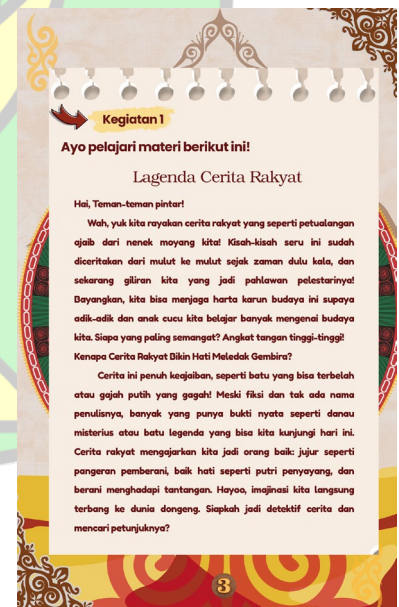 Kegiatan 1
Ayo pelajari materi berikut ini!
Lagenda Cerita Rakyat
Hai, Teman-teman pintar!
Wah, yuk kita rayakan cerita rakyat yang seperti petualangan
ajaib dari nenek moyang kita! Kisah-kisah seru ini sudah
diceritakan dari mulut ke mulut sejak zaman dulu kala, dan
sekarang giliran kita yang jadi pahlawan pelestarinya!
Bayangkan, kita bisa menjaga harta karun budaya ini supaya
adik-adik dan anak cucu kita belajar banyak mengenai budaya
kita. Siapa yang paling semangat? Angkat tangan tinggi-tinggi!
Kenapa Cerita Rakyat Bikin Hati Meledak Gembira?
Cerita ini penuh keajaiban, seperti batu yang bisa terbelah
atau gajah putih yang gagah! Meski fiksi dan tak ada nama
penulisnya, banyak yang punya bukti nyata seperti danau
misterius atau batu legenda yang bisa kita kunjungi hari ini.
Cerita rakyat mengajarkan kita jadi orang baik: jujur seperti
pangeran pemberani, baik hati seperti putri penyayang, dan
berani menghadapi tantangan. Hayoo, imajinasi kita langsung
terbang ke dunia dongeng. Siapkah jadi detektif cerita dan
mencari petunjuknya?
3